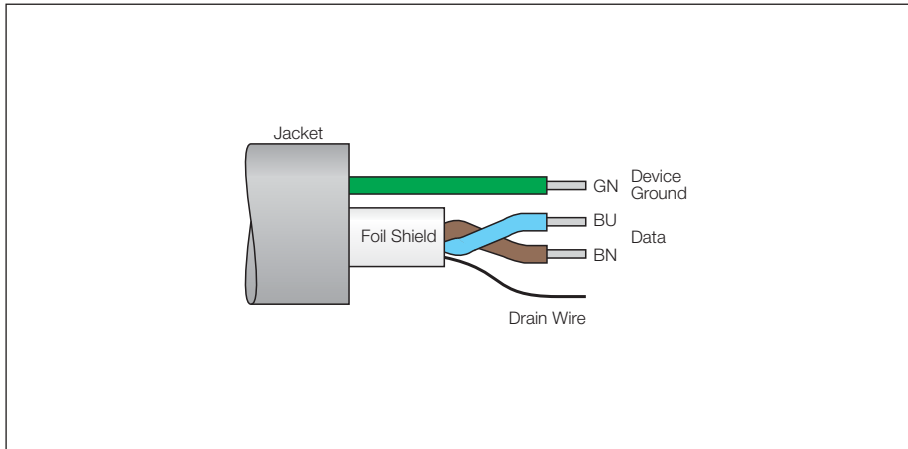 Jacket
GN
Device
Ground
Foil Shield
BU
Data
BN
Drain Wire